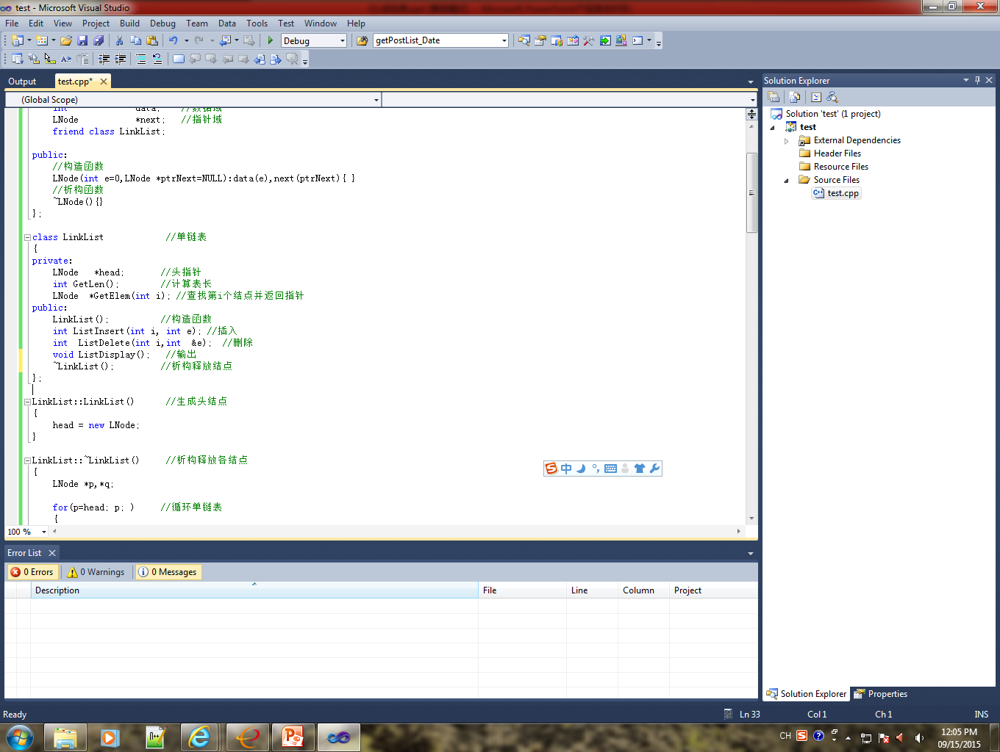 test - Microsoft Visual Studio
File Edit View Project Build Debug Team Data Tools Test Window Help
Debug getPostList_Date
Output test.cpp*
(Global Scope)
int data; //数据域
LNode *next; //指针域
friend class LinkList;
public:
//构造函数
LNode(int e=0,LNode *ptrNext=NULL):data(e),next(ptrNext){ }
//析构函数
~LNode(){}
};
class LinkList //单链表
{
private:
LNode *head; //头指针
int GetLen(); //计算表长
LNode *GetElem(int i); //查找第i个结点并返回指针
public:
LinkList(); //构造函数
int ListInsert(int i, int e); //插入
int ListDelete(int i,int &e); //删除
void ListDisplay(); //输出
~LinkList(); //析构释放结点
};
LinkList::LinkList() //生成头结点
{
head = new LNode;
}
LinkList::~LinkList() //析构释放各结点
{
LNode *p,*q;
for(p=head; p; ) //循环单链表
{
100 %
Error List
0 Errors 0 Warnings 0 Messages
Description File Line Column Project
Solution Explorer
Solution 'test' (1 project)
test
External Dependencies
Header Files
Resource Files
Source Files
test.cpp
Solution Explorer Properties
中
Ready Ln 33 Col 1 Ch 1 INS
CH
12:05 PM
09/15/2015